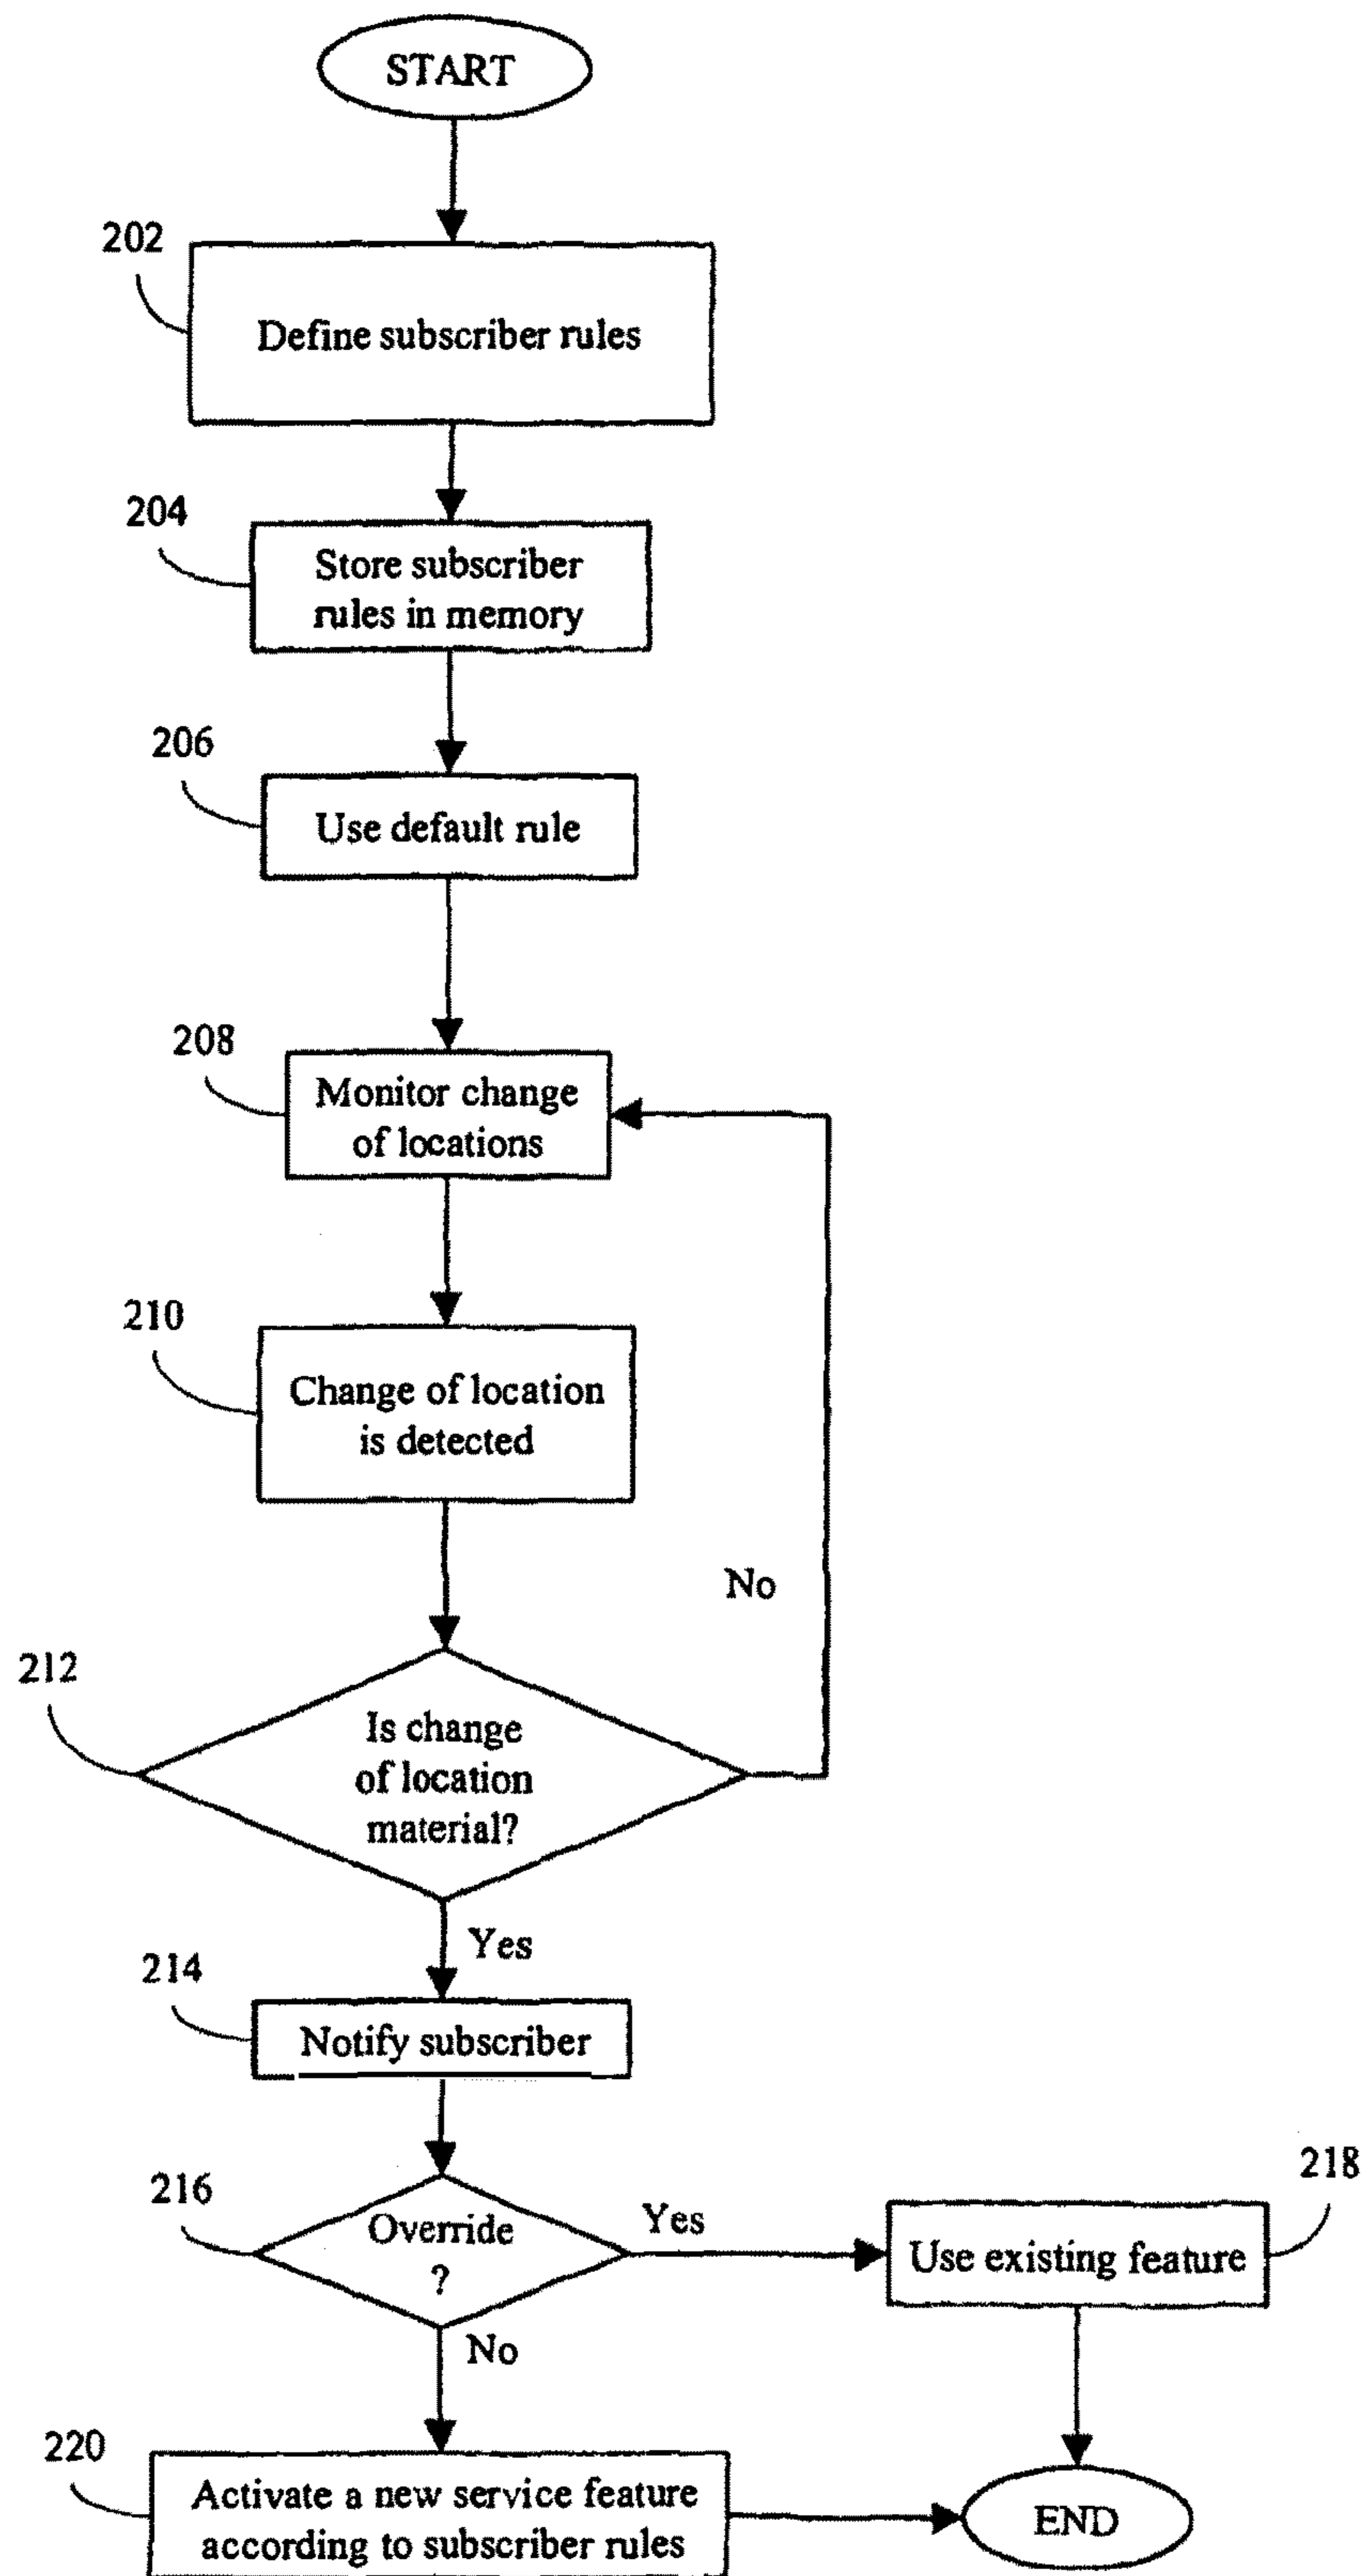 START
202
Define subscriber rules
204
Store subscriber
rules in memory
206
Use default rule
208
Monitor change
of locations
210
Change of location
is detected
No
212
Is change
of location
material?
Yes
214
Notify subscriber
216
Override
?
Yes
218
Use existing feature
No
220
Activate a new service feature
according to subscriber rules
END